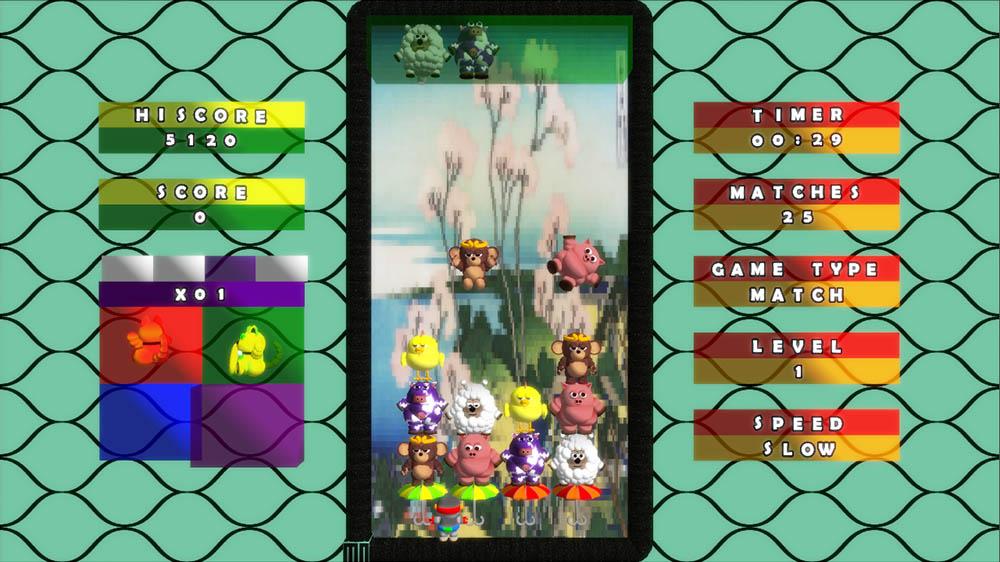 HISCORE
5120
SCORE
0
X01
TIMER
00:29
MATCHES
25
GAME TYPE
MATCH
LEVEL
1
SPEED
SLOW